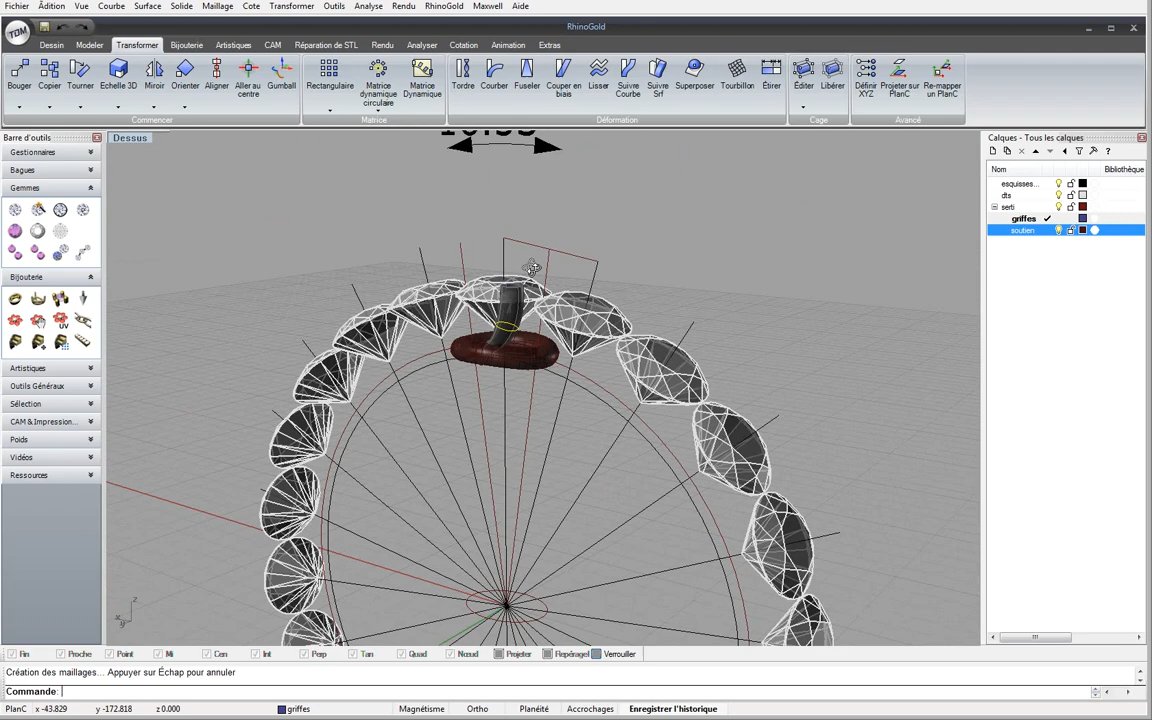 Fichier Édition Vue Courbe Surface Solide Maillage Cote Transformer Outils Analyse Rendu RhinoGold Maxwell Aide
TDM RhinoGold
Dessin Modeler Transformer Bijouterie Artistiques CAM Réparation de STL Rendu Analyser Cotation Animation Extras
Bouger Copier Tourner Echelle 3D Miroir Orienter Aligner Aller au centre Gumball Rectangulaire Matrice dynamique circulaire Matrice Dynamique Tordre Courber Fuseler Couper en biais Lisser Suivre Courbe Suivre Srf Superposer Tourbillon Étirer Éditer Libérer Définir XYZ Projeter sur PlanC Re-mapper un PlanC
Commencer Matrice Déformation Cage Avancé
Barre d'outils
Dessus
Calques - Tous les calques
Gestionnaires
Bagues
Gemmes
Bijouterie
UV
Artistiques
Outils Généraux
Sélection
CAM & Impression...
Poids
Vidéos
Ressources
Nom Bibliothèque
esquisses...
dts
serti
griffes
soutien
z
x
y
Fin Proche Point Mi Cen Int Perp Tan Quad Nœud Projeter Repéragel Verrouiller
Création des maillages... Appuyer sur Échap pour annuler
Commande:
PlanC x -43.829 y -172.818 z 0.000 griffes Magnétisme Ortho Planéité Accrochages Enregistrer l'historique